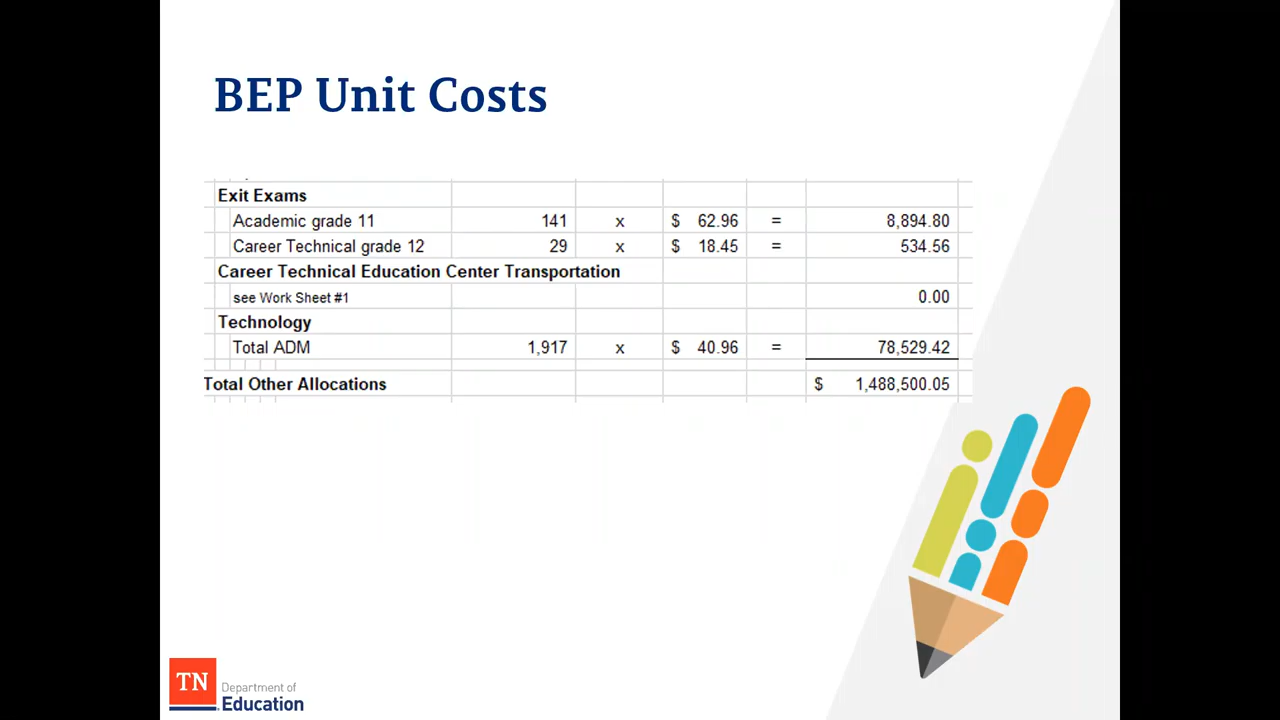 BEP Unit Costs
Exit Exams
Academic grade 11 141 x $ 62.96 = 8,894.80
Career Technical grade 12 29 x $ 18.45 = 534.56
Career Technical Education Center Transportation
see Work Sheet #1 0.00
Technology
Total ADM 1,917 x $ 40.96 = 78,529.42
Total Other Allocations $ 1,488,500.05
TN
Department of
Education